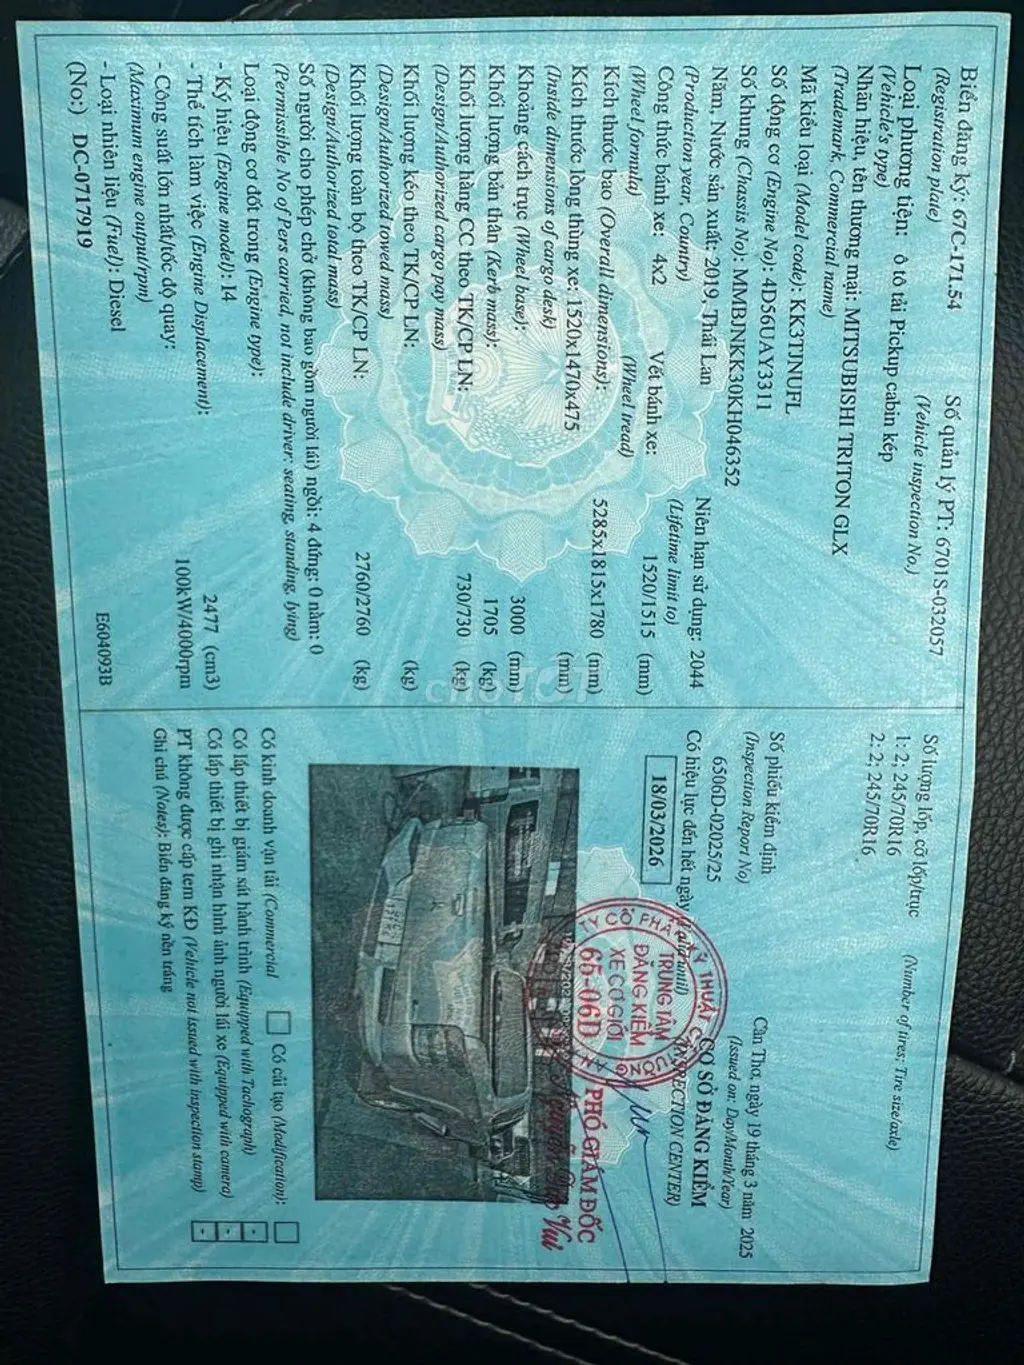 Biển đăng ký: 67C-171.54 Số quản lý PT: 6701S-032057
(Registration plate) (Vehicle inspection No.)
Loại phương tiện: ô tô tải Pickup cabin kép
(Vehicle's type)
Nhãn hiệu, tên thương mại: MITSUBISHI TRITON GLX
(Trademark, Commercial name)
Mã kiểu loại (Model code): KK3TJNUFL
Số động cơ (Engine No): 4D56UAY3311
Số khung (Chassis No): MMBJNKK30KH046352
Năm, Nước sản xuất: 2019, Thái Lan Niên hạn sử dụng: 2044
(Production year, Country) (Lifetime limit to)
Công thức bánh xe: 4x2 Vết bánh xe: 1520/1515 (mm)
(Wheel formula) (Wheel tread)
Kích thước bao (Overall dimensions): 5285x1815x1780 (mm)
Kích thước lòng thùng xe: 1520x1470x475 (mm)
(Inside dimensions of cargo desk)
Khoảng cách trục (Wheel base): 3000 (mm)
Khối lượng bản thân (Kerb mass): 1705 (kg)
Khối lượng hàng CC theo TK/CP LN: 730/730 (kg)
(Design/Authorized cargo pay mass)
Khối lượng kéo theo TK/CP LN: (kg)
(Design/Authorized towed mass)
Khối lượng toàn bộ theo TK/CP LN: 2760/2760 (kg)
(Design/Authorized total mass)
Số người cho phép chở (không bao gồm người lái) ngồi: 4 đứng: 0 nằm: 0
(Permissible No of Pers carried, not include driver: seating, standing, lying)
Loại động cơ đốt trong (Engine type):
- Ký hiệu (Engine model): I4
- Thể tích làm việc (Engine Displacement): 2477 (cm3)
- Công suất lớn nhất/tốc độ quay: 100kW/4000rpm
(Maximum engine output/rpm)
- Loại nhiên liệu (Fuel): Diesel
(No:) DC-0717919 E604093B
Số lượng lốp, cỡ lốp/trục (Number of tires; Tire size/axle)
1: 2; 245/70R16
2: 2; 245/70R16
Số phiếu kiểm định Cần Thơ, ngày 19 tháng 3 năm 2025
(Inspection Report No) (Issued on: Day/Month/Year)
6506D-02025/25 CƠ SỞ ĐĂNG KIỂM
Có hiệu lực đến hết ngày (INSPECTION CENTER)
18/03/2026
TRUNG TÂM
ĐĂNG KIỂM
XE CƠ GIỚI
65-06D
PHÓ GIÁM ĐỐC
Có kinh doanh vận tải (Commercial Có cải tạo (Modification):
Có lắp thiết bị giám sát hành trình (Equipped with Tachograph)
Có lắp thiết bị ghi nhận hình ảnh người lái xe (Equipped with camera)
PT không được cấp tem KĐ (Vehicle not issued with inspection stamp)
Ghi chú (Notes): Biển đăng ký nền trắng
chợTỐT